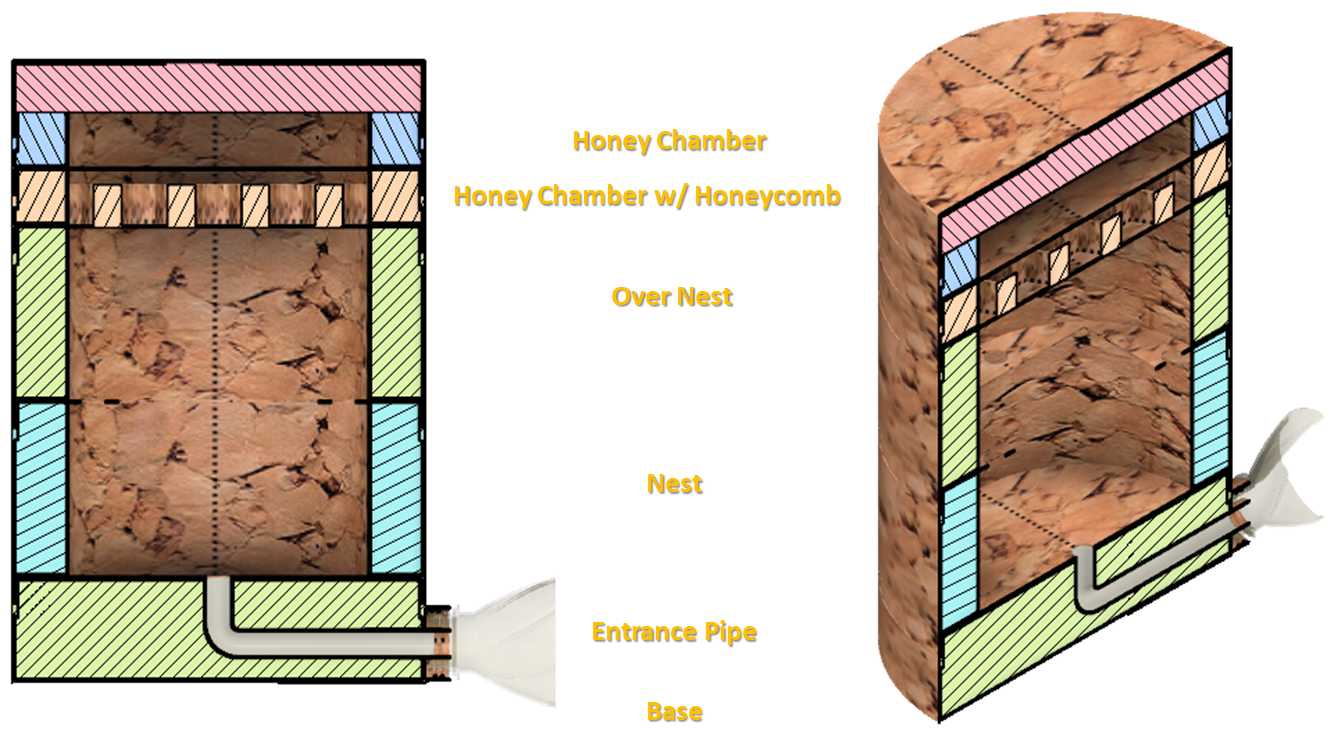 Honey Chamber
Honey Chamber w/ Honeycomb
Over Nest
Nest
Entrance Pipe
Base